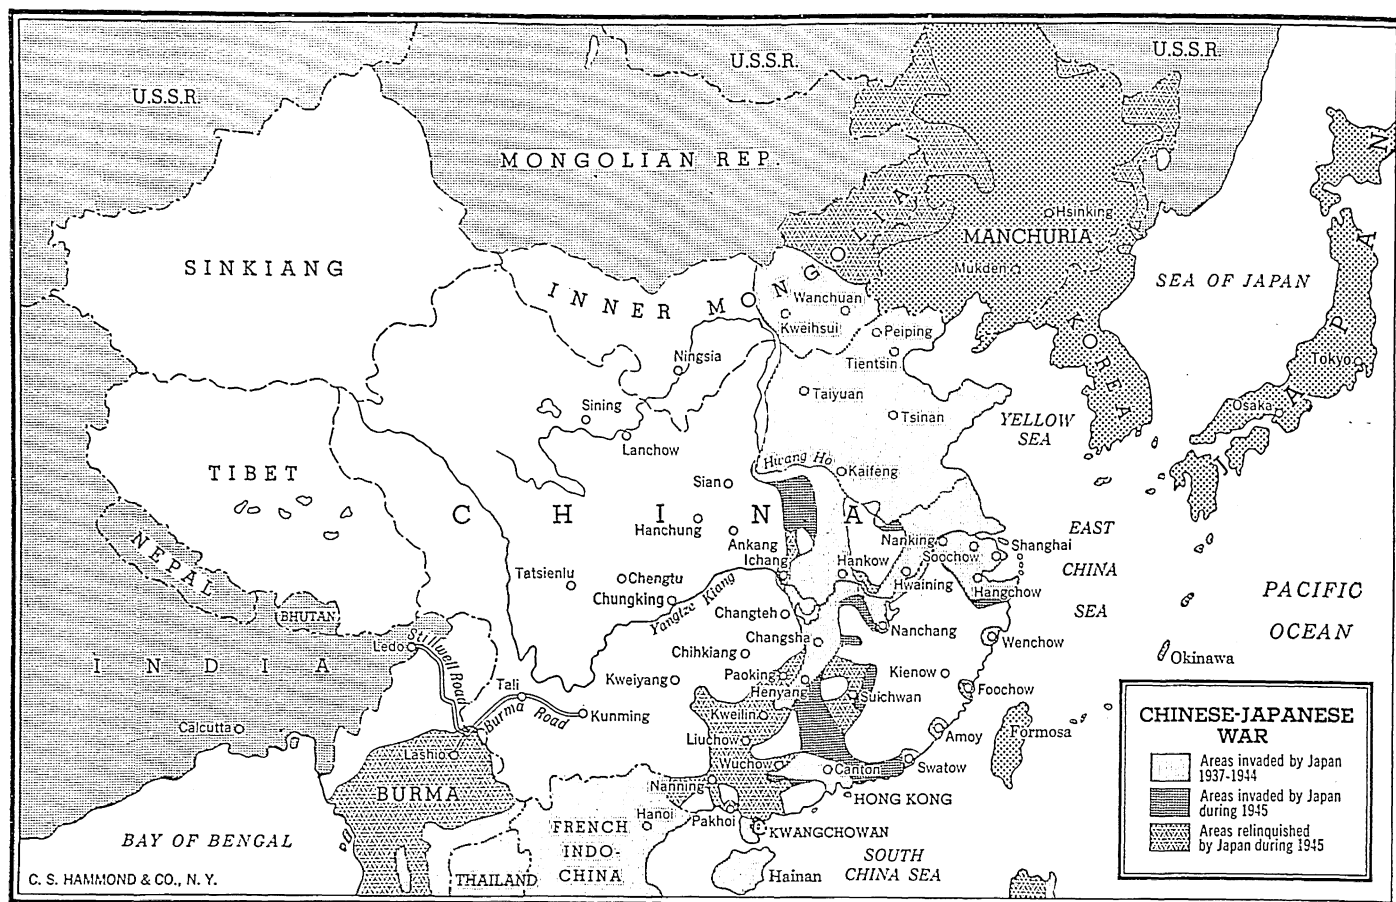 U.S.S.R.
U.S.S.R.
U.S.S.R.
MONGOLIAN REP.
SINKIANG
INNER MONGOLIA
MANCHURIA
Hsinking
Mukden
KOREA
JAPAN
SEA OF JAPAN
Tokyo
Osaka
Wanchuan
Kweihsui
Peiping
Tientsin
Ningsia
Taiyuan
Tsinan
YELLOW
SEA
Sining
Lanchow
Hwang Ho
Kaifeng
TIBET
Sian
CHINA
Hanchung
Ankang
Ichang
Hankow
Nanking
Soochow
Shanghai
Hwaining
Hangchow
EAST
CHINA
SEA
NEPAL
BHUTAN
Tatsienlu
Chengtu
Chungking
Yangtze Kiang
Changteh
Changsha
Nanchang
Wenchow
PACIFIC
OCEAN
Okinawa
INDIA
Ledo
Stillwell Road
Chihkiang
Kweiyang
Paoking
Henyang
Kienow
Suichwan
Foochow
Tali
Burma Road
Kunming
Kweilin
Liuchow
Wuchow
Amoy
Formosa
Calcutta
Lashio
Canton
Swatow
Nanning
HONG KONG
BURMA
Hanoi
Pakhoi
KWANGCHOWAN
FRENCH
INDO-
CHINA
BAY OF BENGAL
THAILAND
Hainan
SOUTH
CHINA SEA
CHINESE-JAPANESE
WAR
Areas invaded by Japan
1937-1944
Areas invaded by Japan
during 1945
Areas relinquished
by Japan during 1945
C. S. HAMMOND & CO., N. Y.